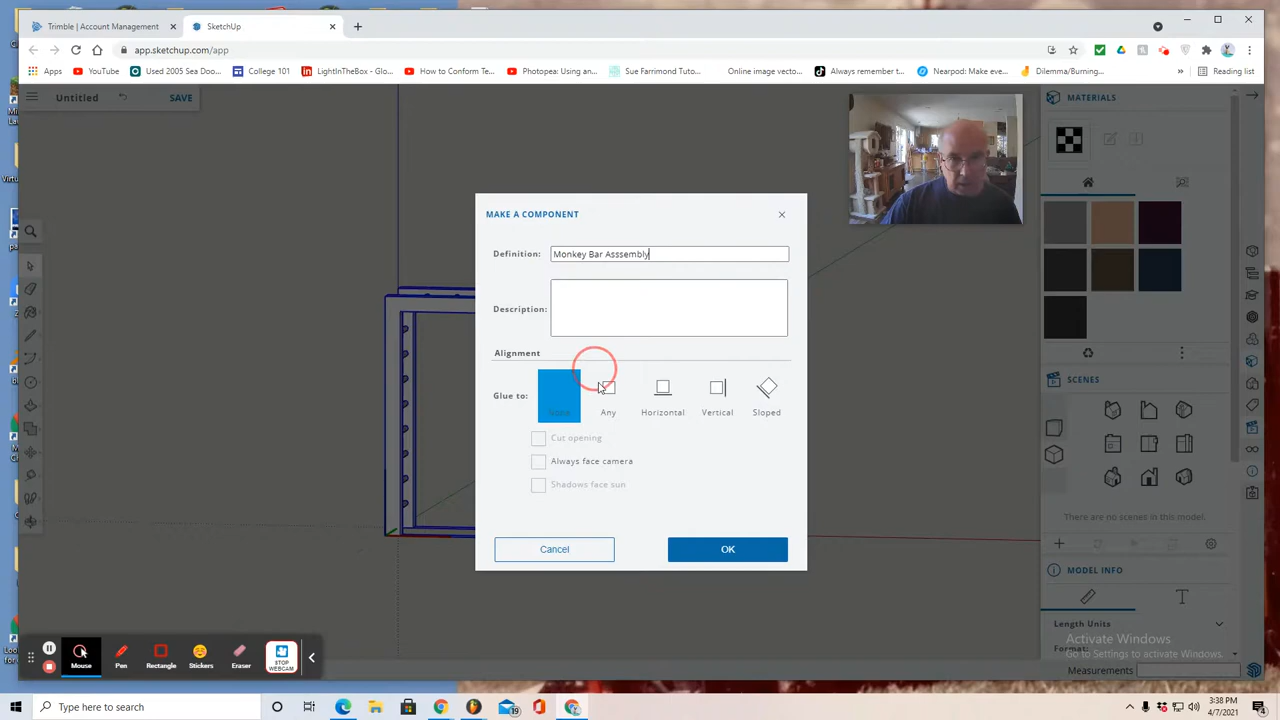 Trimble | Account Management
SketchUp
app.sketchup.com/app
Apps
YouTube
Used 2005 Sea Doo...
College 101
LightInTheBox - Glo...
How to Conform Te...
Photopea: Using an...
Sue Farrimond Tuto...
Online image vecto...
Always remember t...
Nearpod: Make eve...
Dilemma/Burning...
»
Reading list
Untitled
SAVE
MATERIALS
MAKE A COMPONENT
Definition:
Monkey Bar Asssembly
Description:
Alignment
Glue to:
None
Any
Horizontal
Vertical
Sloped
Cut opening
Always face camera
Shadows face sun
Cancel
OK
SCENES
There are no scenes in this model.
MODEL INFO
Length Units
Activate Windows
Go to Settings to activate Windows.
Measurements
Mouse
Pen
Rectangle
Stickers
Eraser
STOP
WEBCAM
Type here to search
19
3:38 PM
4/7/2021
4